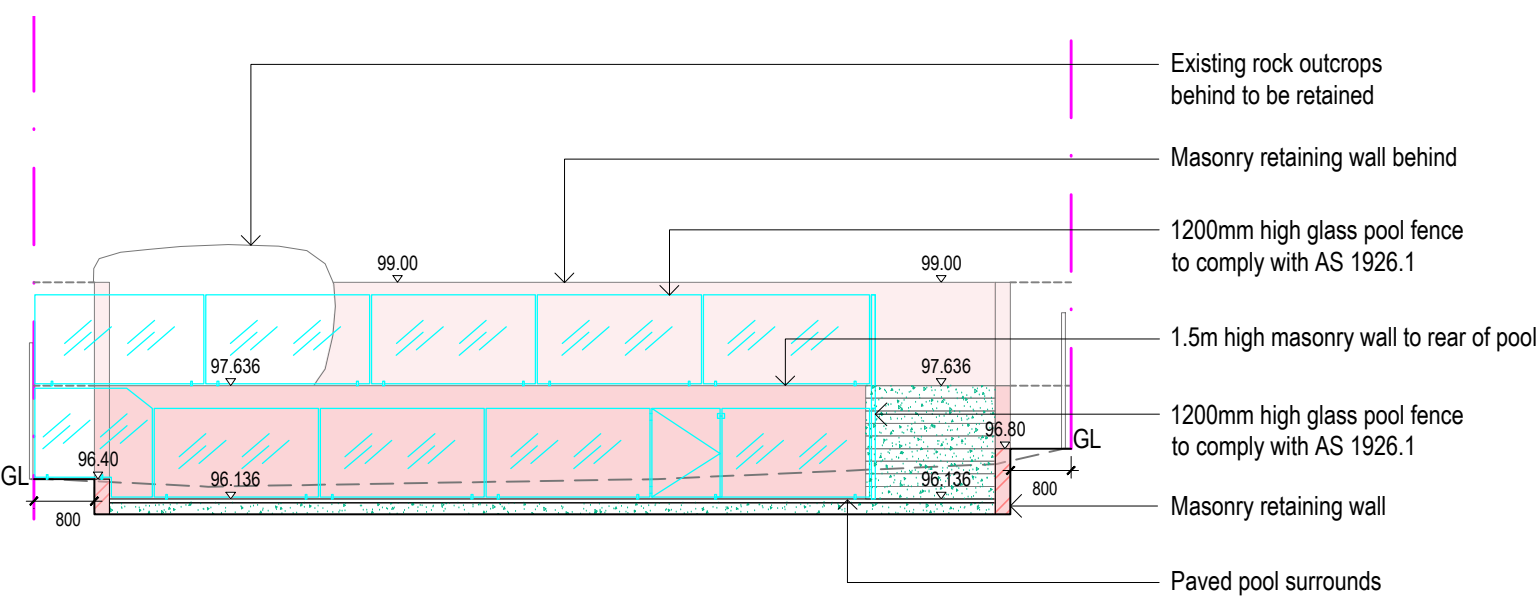 Existing rock outcrops
behind to be retained
Masonry retaining wall behind
1200mm high glass pool fence
to comply with AS 1926.1
99.00
99.00
1.5m high masonry wall to rear of pool
97.636
97.636
1200mm high glass pool fence
to comply with AS 1926.1
96.80
GL
96.40
GL
96.136
96.136
800
800
Masonry retaining wall
Paved pool surrounds